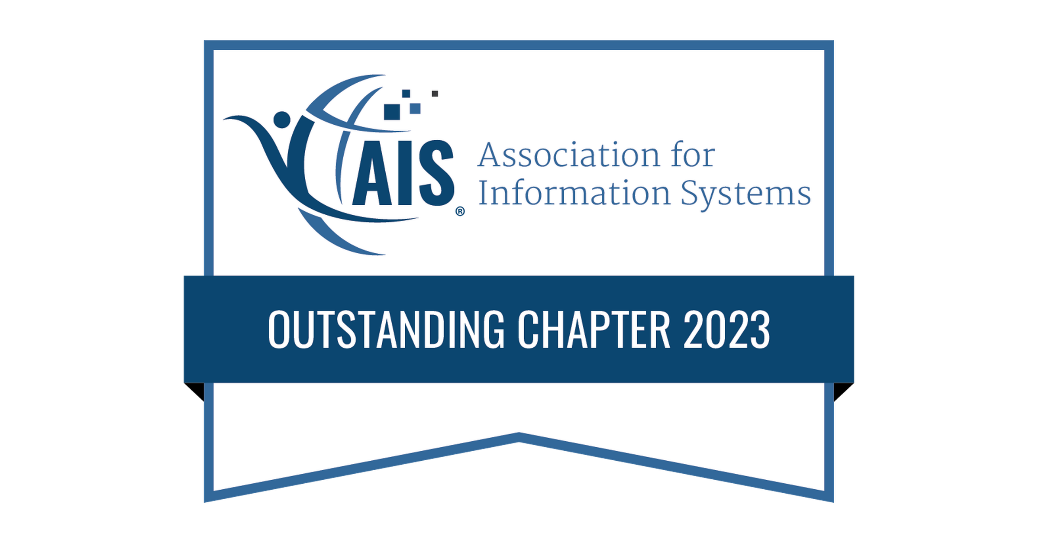 AIS®
Association for
Information Systems
OUTSTANDING CHAPTER 2023